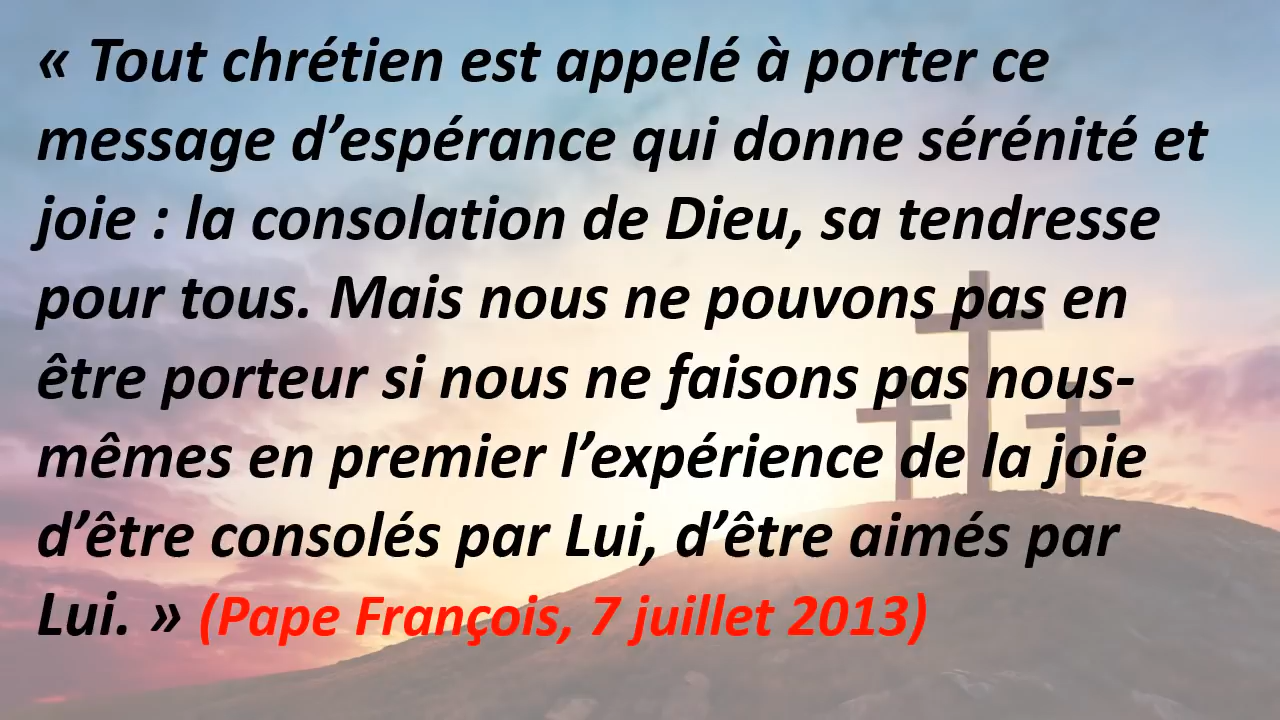 « Tout chrétien est appelé à porter ce
message d’espérance qui donne sérénité et
joie : la consolation de Dieu, sa tendresse
pour tous. Mais nous ne pouvons pas en
être porteur si nous ne faisons pas nous-
mêmes en premier l’expérience de la joie
d’être consolés par Lui, d’être aimés par
Lui. » (Pape François, 7 juillet 2013)